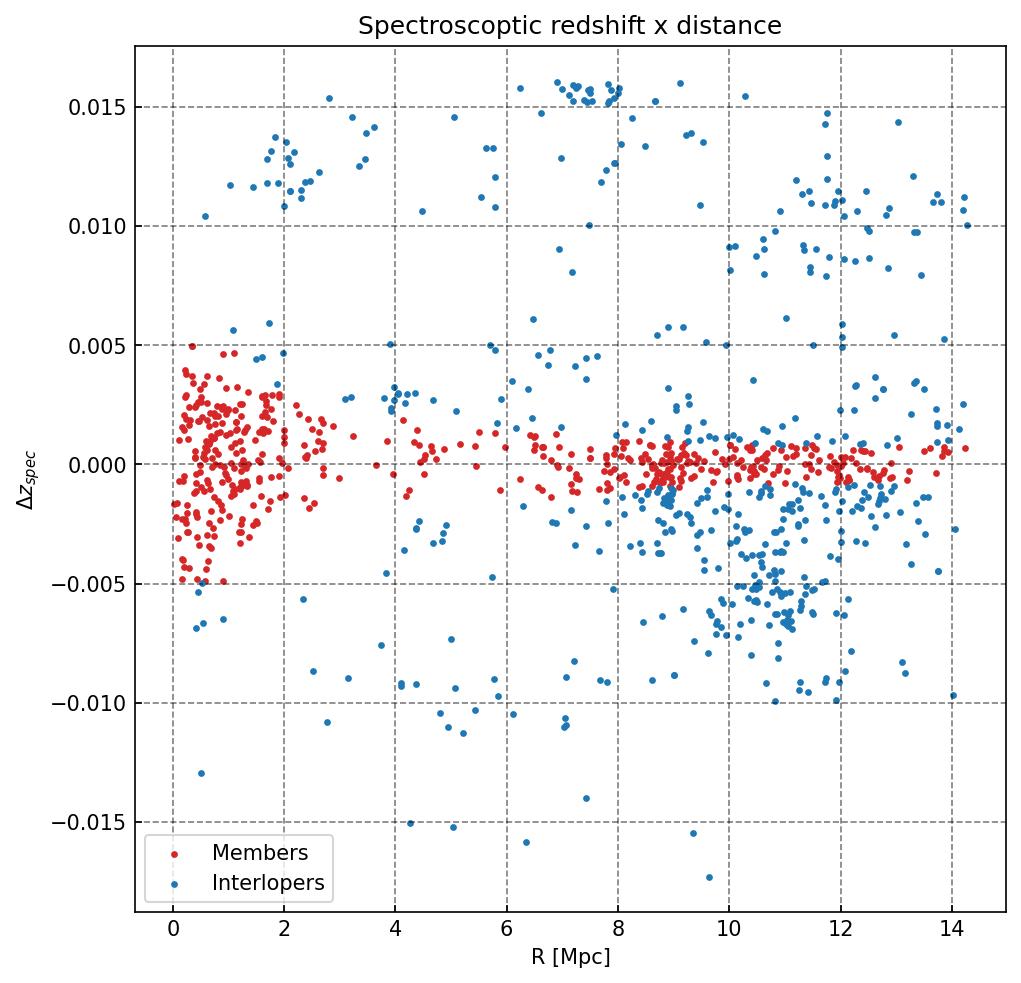 Spectroscoptic redshift x distance
0.015
0.010
0.005
0.000
−0.005
−0.010
−0.015
Δz_spec
Members
Interlopers
0 2 4 6 8 10 12 14
R [Mpc]